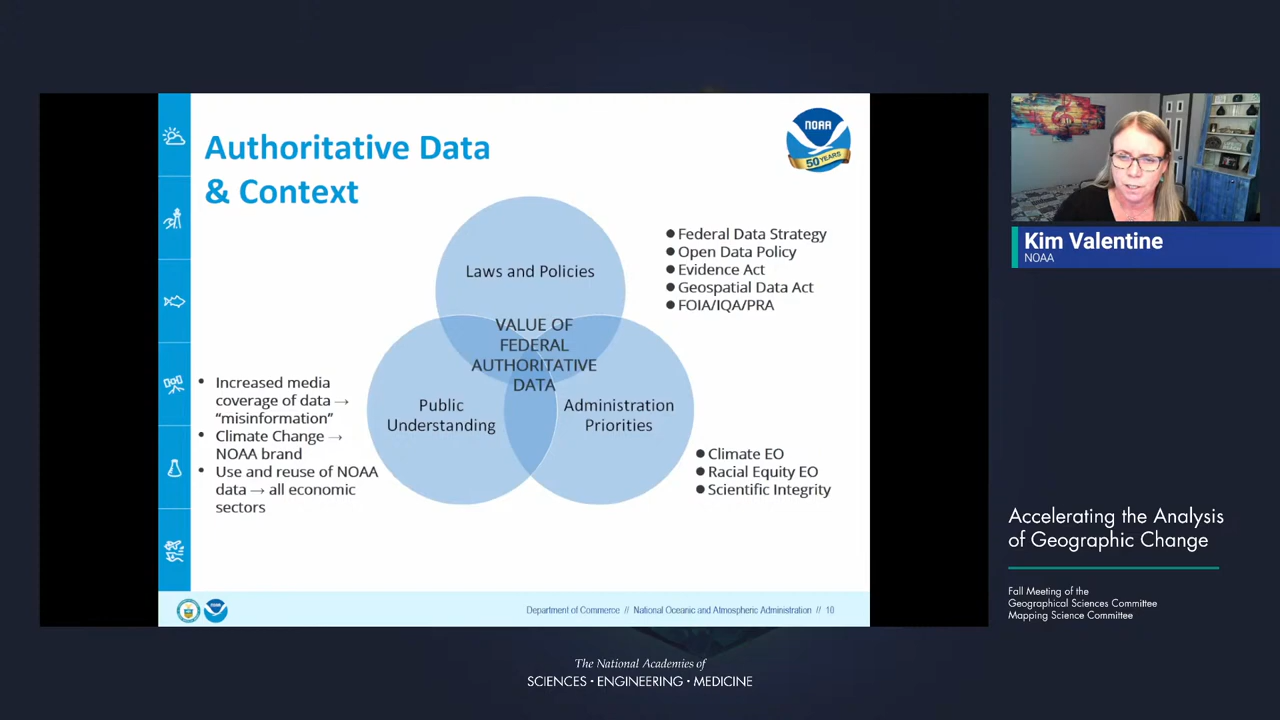 Authoritative Data
& Context
NOAA
50 YEARS
Laws and Policies
● Federal Data Strategy
● Open Data Policy
● Evidence Act
● Geospatial Data Act
● FOIA/IQA/PRA
VALUE OF
FEDERAL
AUTHORITATIVE
DATA
Public
Understanding
Administration
Priorities
• Increased media
coverage of data →
“misinformation”
• Climate Change →
NOAA brand
• Use and reuse of NOAA
data → all economic
sectors
● Climate EO
● Racial Equity EO
● Scientific Integrity
Department of Commerce // National Oceanic and Atmospheric Administration // 10
Kim Valentine
NOAA
Accelerating the Analysis
of Geographic Change
Fall Meeting of the
Geographical Sciences Committee
Mapping Science Committee
The National Academies of
SCIENCES • ENGINEERING • MEDICINE